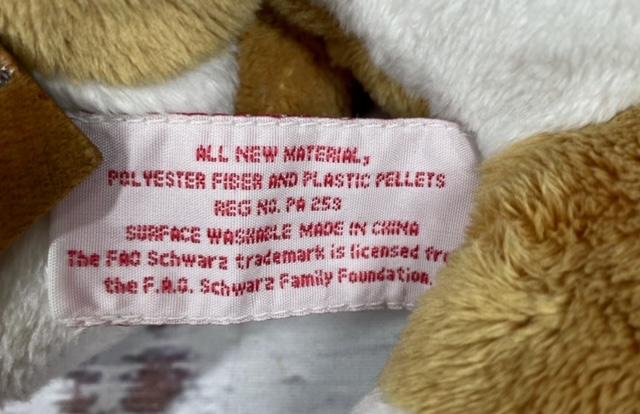 ALL NEW MATERIAL,
POLYESTER FIBER AND PLASTIC PELLETS
REG NO. PA 253
SURFACE WASHABLE MADE IN CHINA
The FAO Schwarz trademark is licensed
the F.A.O. Schwarz Family Foundation.